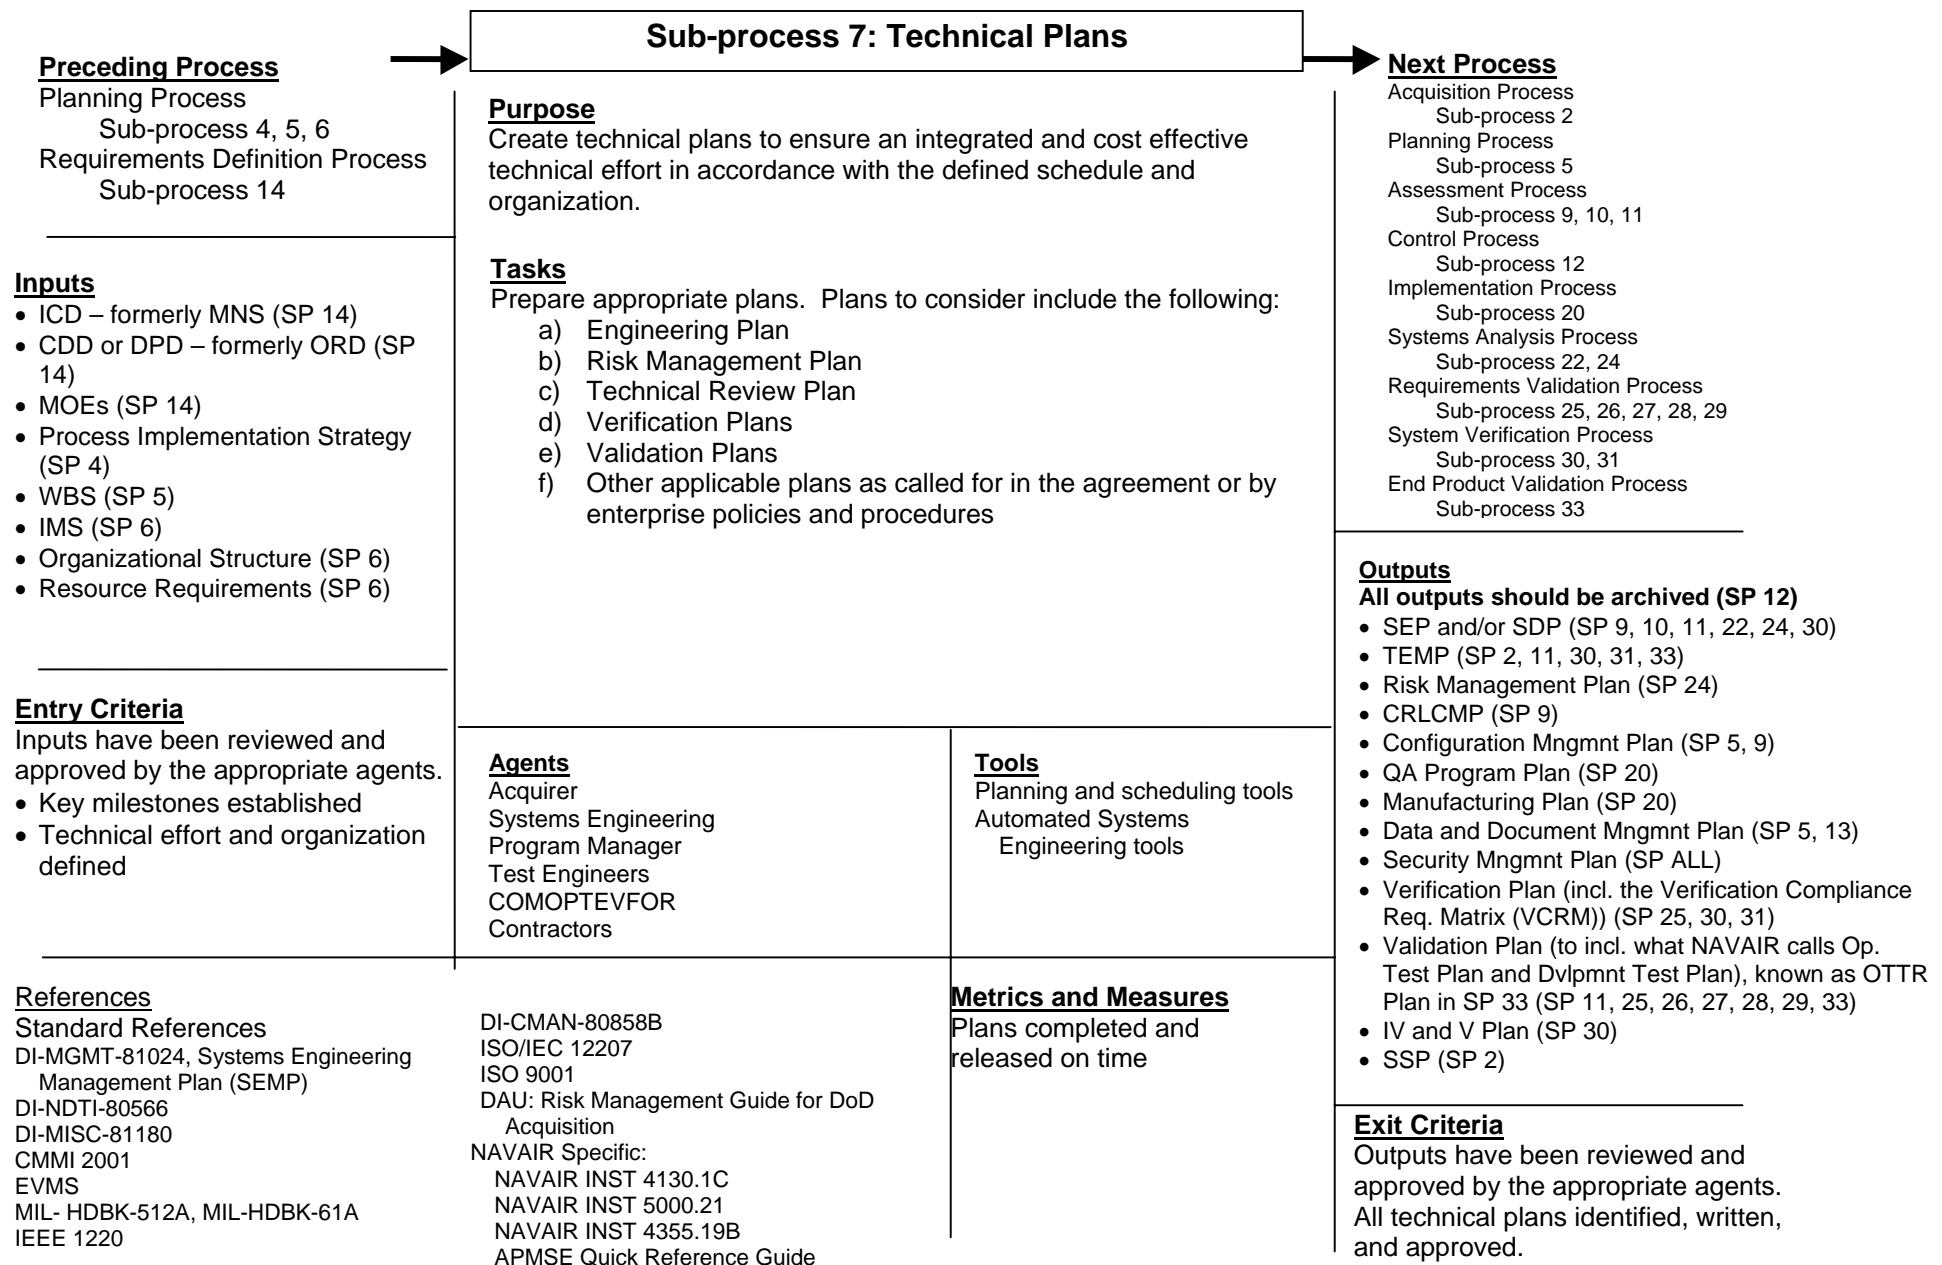 Sub-process 7: Technical Plans
Preceding Process
Planning Process
Sub-process 4, 5, 6
Requirements Definition Process
Sub-process 14
Inputs
• ICD – formerly MNS (SP 14)
• CDD or DPD – formerly ORD (SP
14)
• MOEs (SP 14)
• Process Implementation Strategy
(SP 4)
• WBS (SP 5)
• IMS (SP 6)
• Organizational Structure (SP 6)
• Resource Requirements (SP 6)
Entry Criteria
Inputs have been reviewed and
approved by the appropriate agents.
• Key milestones established
• Technical effort and organization
defined
Purpose
Create technical plans to ensure an integrated and cost effective
technical effort in accordance with the defined schedule and
organization.
Tasks
Prepare appropriate plans.  Plans to consider include the following:
a) Engineering Plan
b) Risk Management Plan
c) Technical Review Plan
d) Verification Plans
e) Validation Plans
f) Other applicable plans as called for in the agreement or by
enterprise policies and procedures
Agents
Acquirer
Systems Engineering
Program Manager
Test Engineers
COMOPTEVFOR
Contractors
Tools
Planning and scheduling tools
Automated Systems
Engineering tools
Next Process
Acquisition Process
Sub-process 2
Planning Process
Sub-process 5
Assessment Process
Sub-process 9, 10, 11
Control Process
Sub-process 12
Implementation Process
Sub-process 20
Systems Analysis Process
Sub-process 22, 24
Requirements Validation Process
Sub-process 25, 26, 27, 28, 29
System Verification Process
Sub-process 30, 31
End Product Validation Process
Sub-process 33
Outputs
All outputs should be archived (SP 12)
• SEP and/or SDP (SP 9, 10, 11, 22, 24, 30)
• TEMP (SP 2, 11, 30, 31, 33)
• Risk Management Plan (SP 24)
• CRLCMP (SP 9)
• Configuration Mngmnt Plan (SP 5, 9)
• QA Program Plan (SP 20)
• Manufacturing Plan (SP 20)
• Data and Document Mngmnt Plan (SP 5, 13)
• Security Mngmnt Plan (SP ALL)
• Verification Plan (incl. the Verification Compliance
Req. Matrix (VCRM)) (SP 25, 30, 31)
• Validation Plan (to incl. what NAVAIR calls Op.
Test Plan and Dvlpmnt Test Plan), known as OTTR
Plan in SP 33 (SP 11, 25, 26, 27, 28, 29, 33)
• IV and V Plan (SP 30)
• SSP (SP 2)
References
Standard References
DI-MGMT-81024, Systems Engineering
Management Plan (SEMP)
DI-NDTI-80566
DI-MISC-81180
CMMI 2001
EVMS
MIL- HDBK-512A, MIL-HDBK-61A
IEEE 1220
DI-CMAN-80858B
ISO/IEC 12207
ISO 9001
DAU: Risk Management Guide for DoD
Acquisition
NAVAIR Specific:
NAVAIR INST 4130.1C
NAVAIR INST 5000.21
NAVAIR INST 4355.19B
APMSE Quick Reference Guide
Metrics and Measures
Plans completed and
released on time
Exit Criteria
Outputs have been reviewed and
approved by the appropriate agents.
All technical plans identified, written,
and approved.